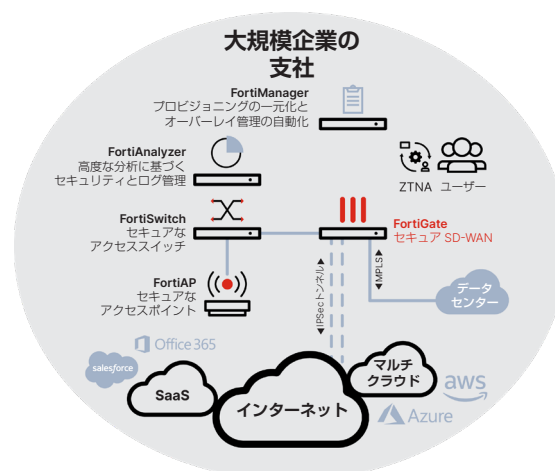 大規模企業の
支社
FortiManager
プロビジョニングの一元化と
オーバーレイ管理の自動化
FortiAnalyzer
高度な分析に基づく
セキュリティとログ管理
ZTNA
ユーザー
FortiSwitch
セキュアな
アクセススイッチ
FortiGate
セキュア SD-WAN
FortiAP
セキュアな
アクセスポイント
IPSecトンネル
MPLS
データ
センター
Office 365
salesforce
SaaS
インターネット
マルチ
クラウド
aws
Azure